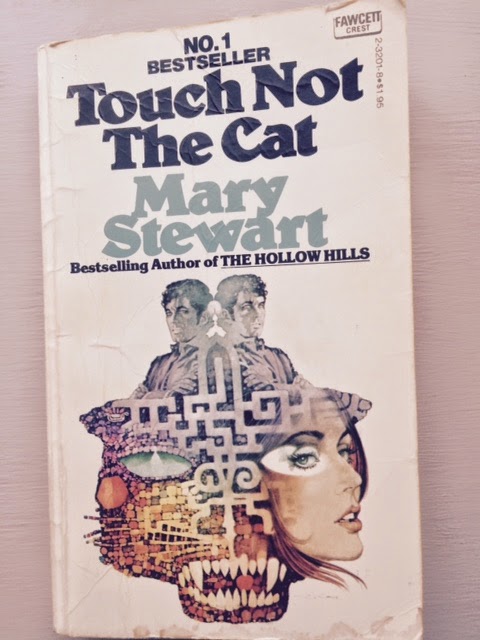 FAWCETT
CREST
2-3201-8•$1.95
NO.1
BESTSELLER
Touch Not
The Cat
Mary
Stewart
Bestselling Author of THE HOLLOW HILLS